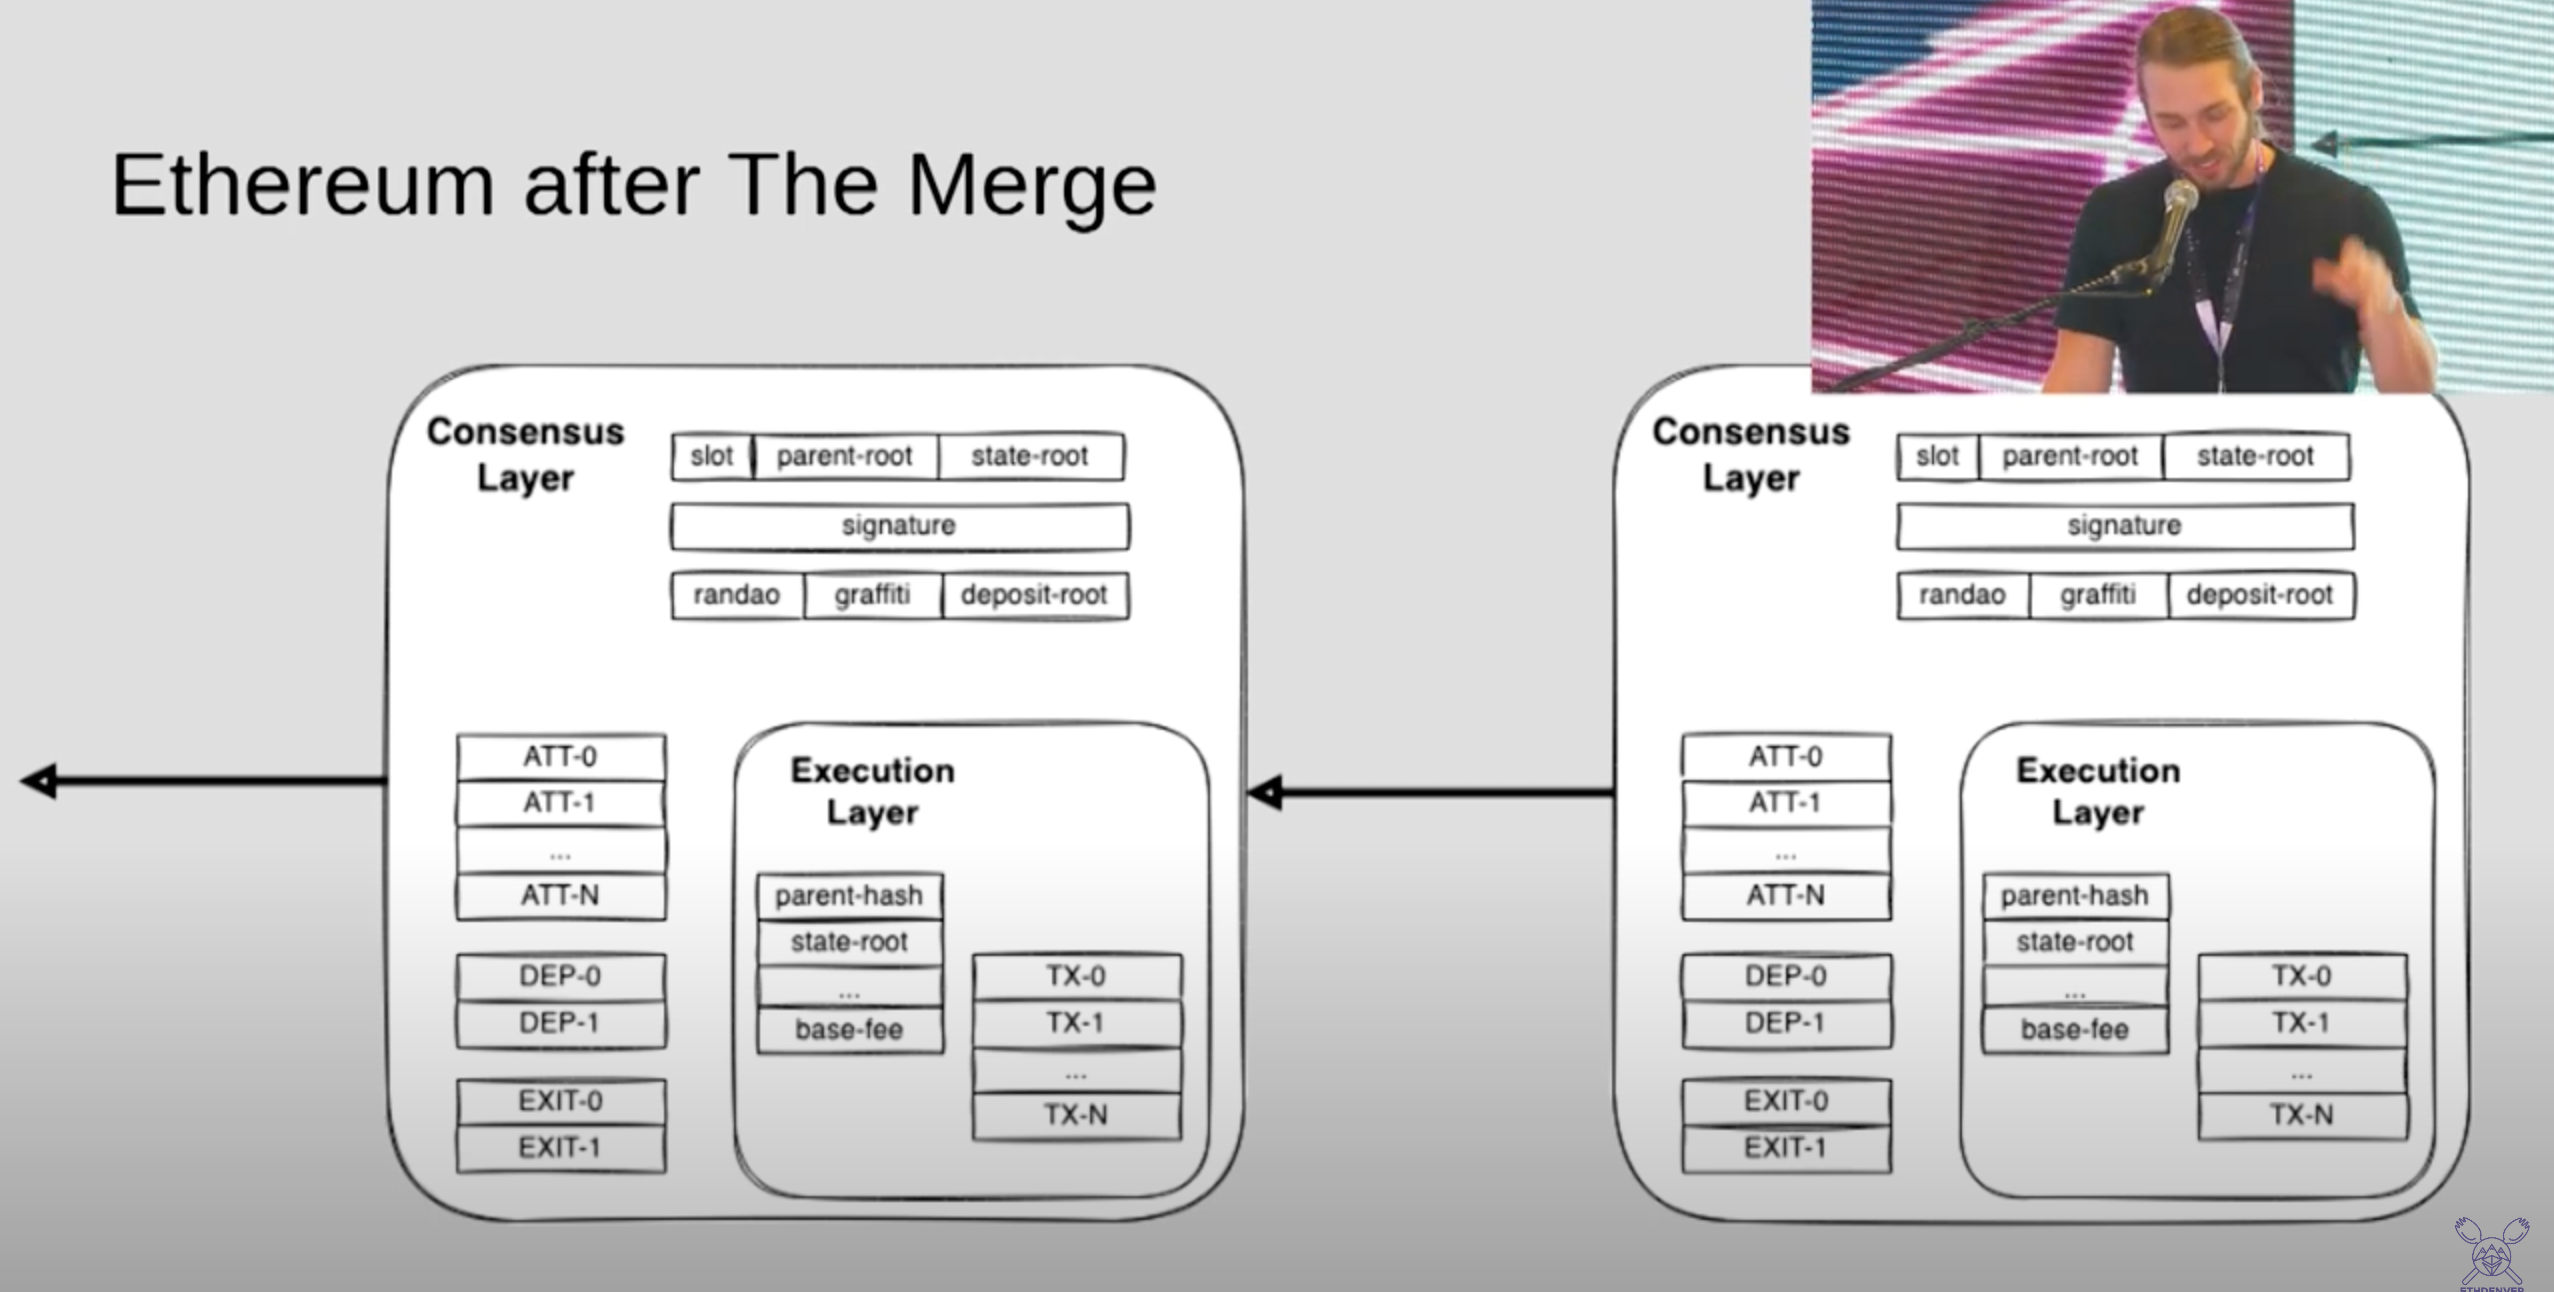 Ethereum after The Merge
Consensus
Layer
slot parent-root state-root
signature
randao graffiti deposit-root
ATT-0
ATT-1
...
ATT-N
DEP-0
DEP-1
EXIT-0
EXIT-1
Execution
Layer
parent-hash
state-root
...
base-fee
TX-0
TX-1
...
TX-N
Consensus
Layer
slot parent-root state-root
signature
randao graffiti deposit-root
ATT-0
ATT-1
...
ATT-N
DEP-0
DEP-1
EXIT-0
EXIT-1
Execution
Layer
parent-hash
state-root
...
base-fee
TX-0
TX-1
...
TX-N
ETHDENVER